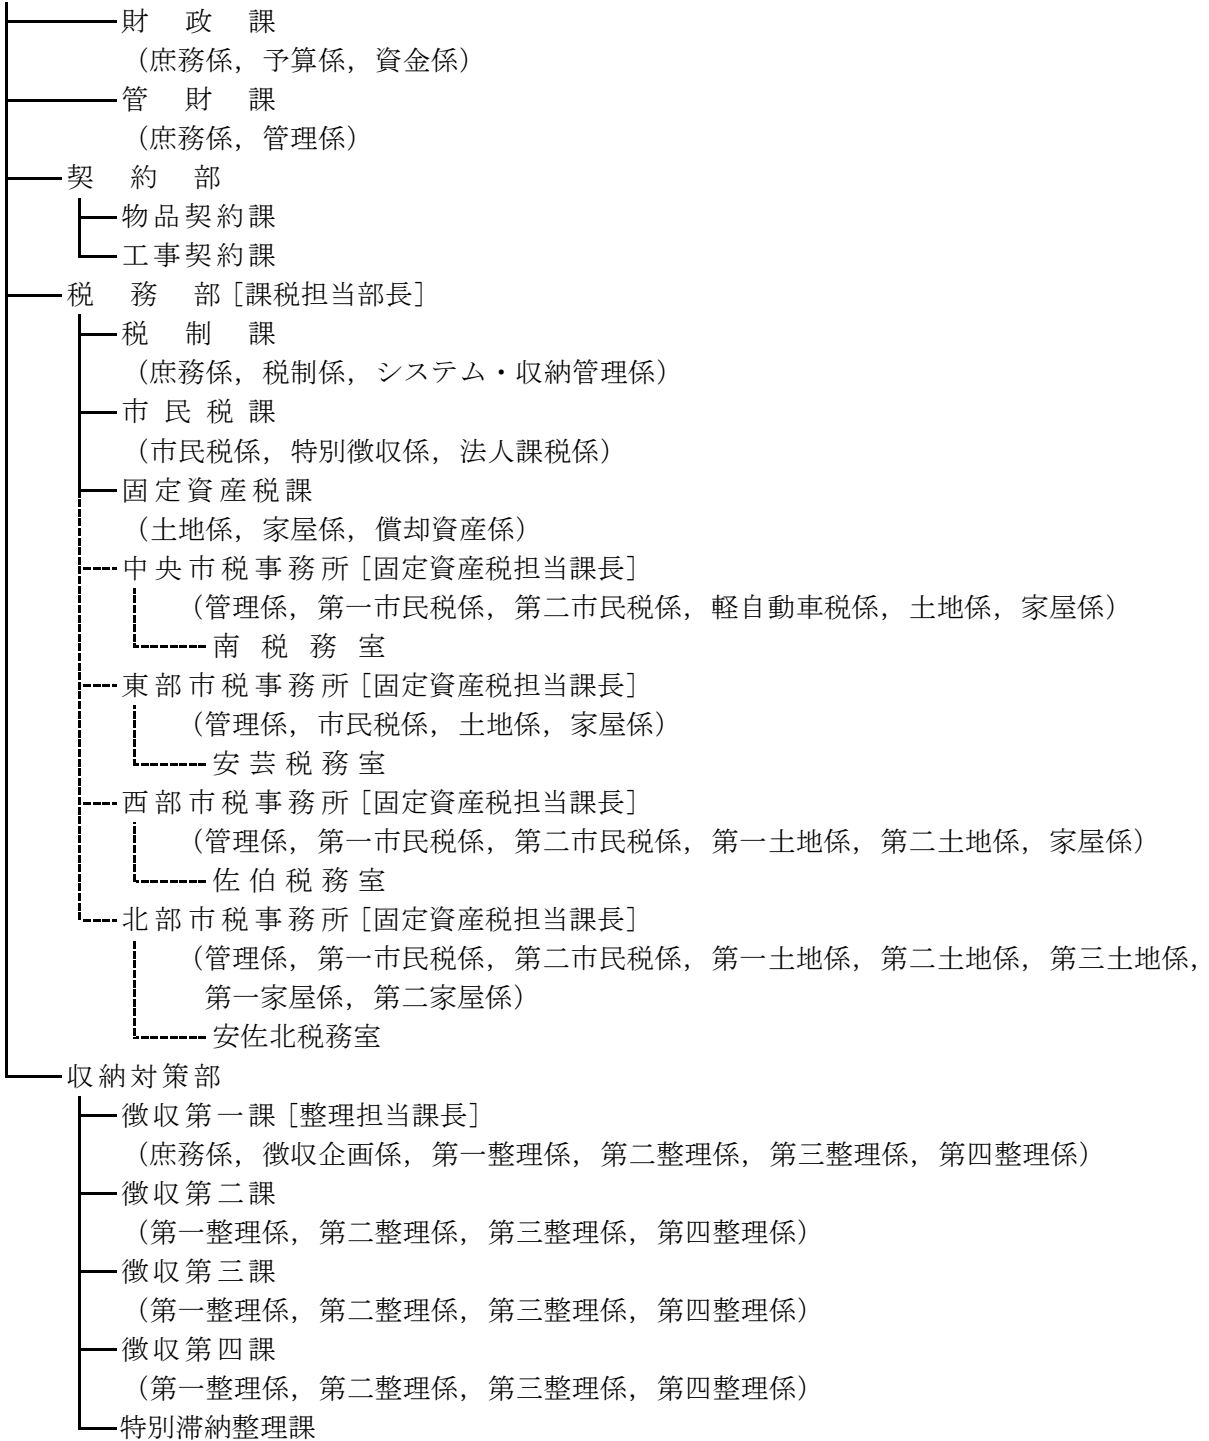 財政課
（庶務係，予算係，資金係）
管財課
（庶務係，管理係）
契約部
物品契約課
工事契約課
税務部［課税担当部長］
税制課
（庶務係，税制係，システム・収納管理係）
市民税課
（市民税係，特別徴収係，法人課税係）
固定資産税課
（土地係，家屋係，償却資産係）
中央市税事務所［固定資産税担当課長］
（管理係，第一市民税係，第二市民税係，軽自動車税係，土地係，家屋係）
南税務室
東部市税事務所［固定資産税担当課長］
（管理係，市民税係，土地係，家屋係）
安芸税務室
西部市税事務所［固定資産税担当課長］
（管理係，第一市民税係，第二市民税係，第一土地係，第二土地係，家屋係）
佐伯税務室
北部市税事務所［固定資産税担当課長］
（管理係，第一市民税係，第二市民税係，第一土地係，第二土地係，第三土地係，
第一家屋係，第二家屋係）
安佐北税務室
収納対策部
徴収第一課［整理担当課長］
（庶務係，徴収企画係，第一整理係，第二整理係，第三整理係，第四整理係）
徴収第二課
（第一整理係，第二整理係，第三整理係，第四整理係）
徴収第三課
（第一整理係，第二整理係，第三整理係，第四整理係）
徴収第四課
（第一整理係，第二整理係，第三整理係，第四整理係）
特別滞納整理課